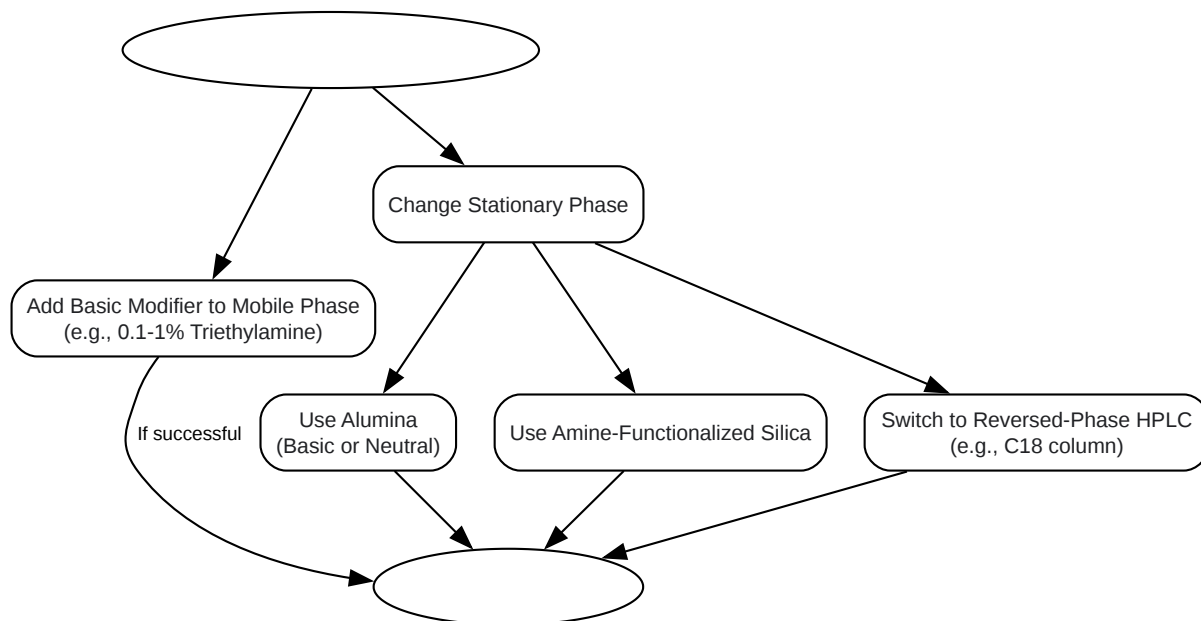 Change Stationary Phase
Add Basic Modifier to Mobile Phase
(e.g., 0.1-1% Triethylamine)
If successful
Use Alumina
(Basic or Neutral)
Use Amine-Functionalized Silica
Switch to Reversed-Phase HPLC
(e.g., C18 column)